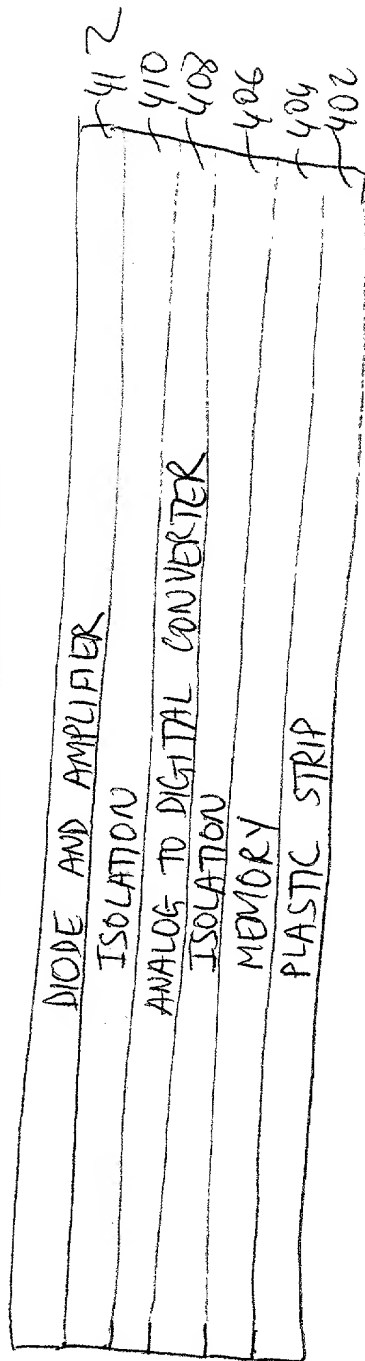 DIODE AND AMPLIFIER
ISOLATION
ANALOG TO DIGITAL CONVERTER
ISOLATION
MEMORY
PLASTIC STRIP
412
410
408
406
404
402